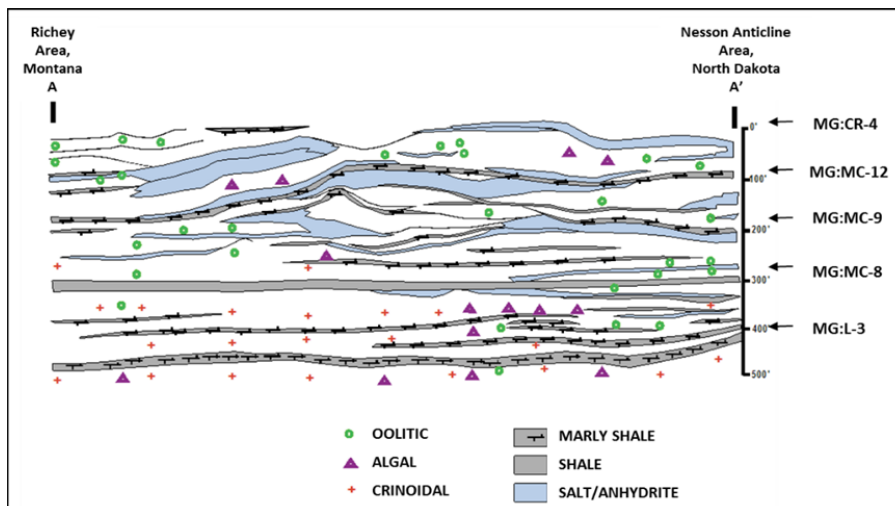 Richey
Area,
Montana
A
Nesson Anticline
Area,
North Dakota
A'
0'
MG:CR-4
100'
MG:MC-12
MG:MC-9
200'
MG:MC-8
300'
MG:L-3
400'
500'
OOLITIC
ALGAL
CRINOIDAL
MARLY SHALE
SHALE
SALT/ANHYDRITE